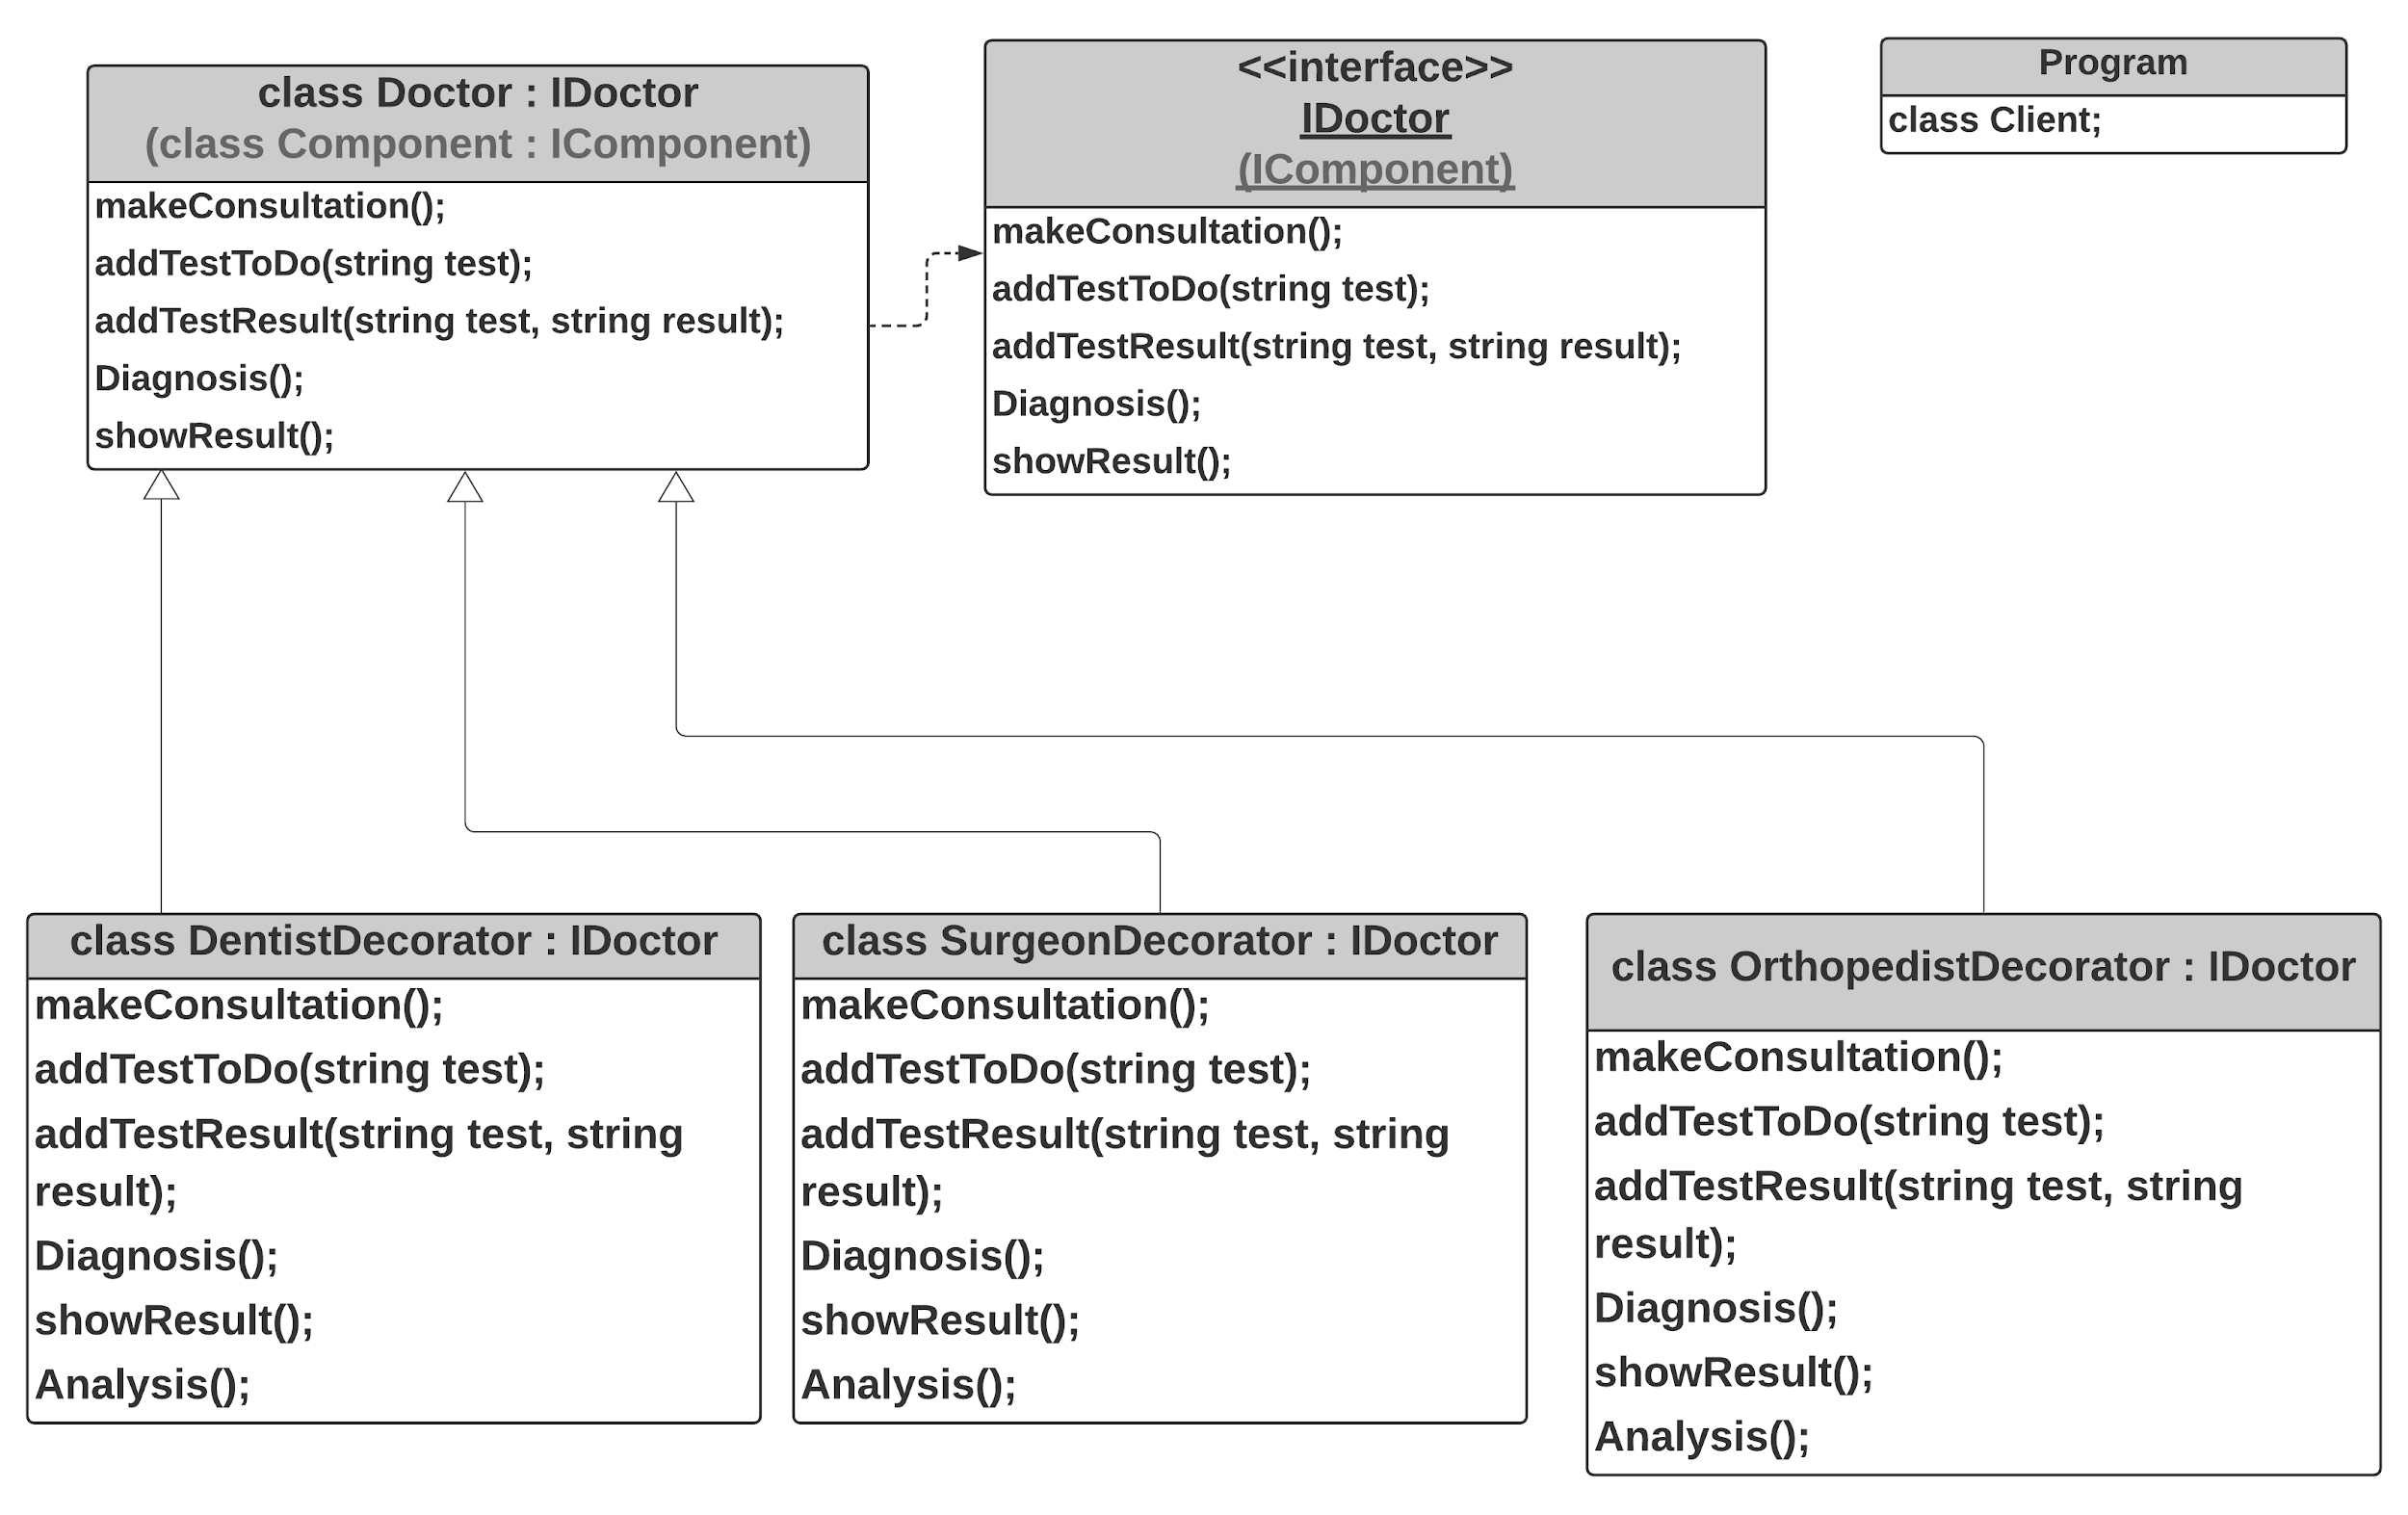 class Doctor : IDoctor
(class Component : IComponent)
makeConsultation();
addTestToDo(string test);
addTestResult(string test, string result);
Diagnosis();
showResult();
<<interface>>
IDoctor
(IComponent)
makeConsultation();
addTestToDo(string test);
addTestResult(string test, string result);
Diagnosis();
showResult();
Program
class Client;
class DentistDecorator : IDoctor
makeConsultation();
addTestToDo(string test);
addTestResult(string test, string
result);
Diagnosis();
showResult();
Analysis();
class SurgeonDecorator : IDoctor
makeConsultation();
addTestToDo(string test);
addTestResult(string test, string
result);
Diagnosis();
showResult();
Analysis();
class OrthopedistDecorator : IDoctor
makeConsultation();
addTestToDo(string test);
addTestResult(string test, string
result);
Diagnosis();
showResult();
Analysis();